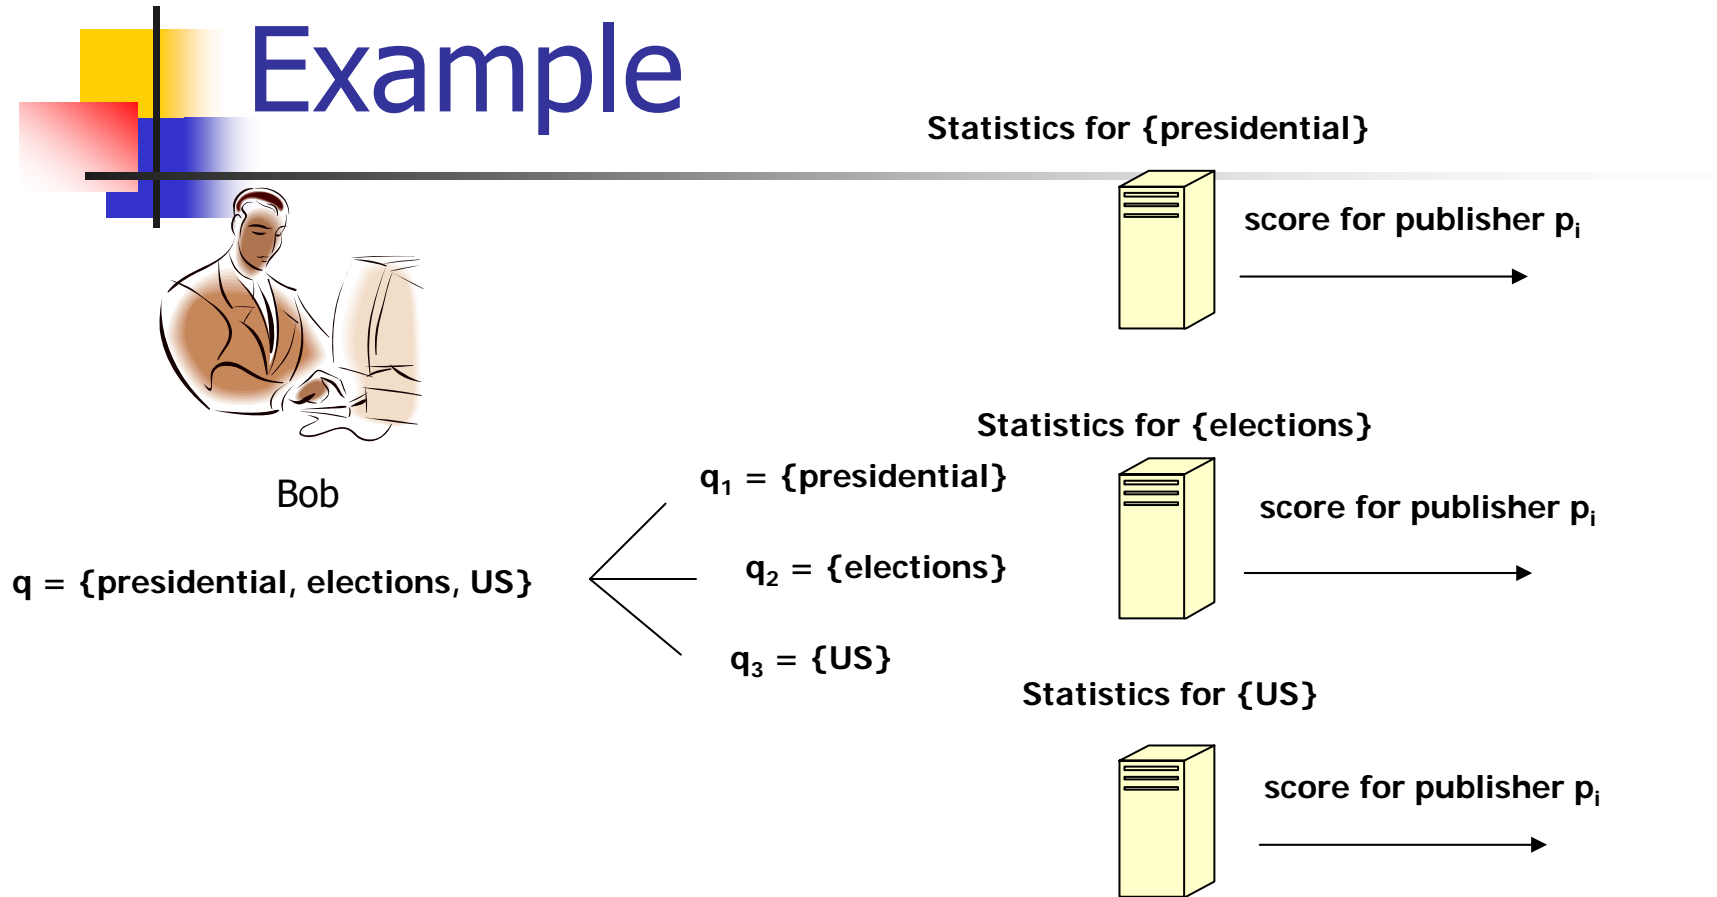 Example
Statistics for {presidential}
score for publisher pᵢ
Statistics for {elections}
Bob
q₁ = {presidential}
score for publisher pᵢ
q₂ = {elections}
q = {presidential, elections, US}
q₃ = {US}
Statistics for {US}
score for publisher pᵢ